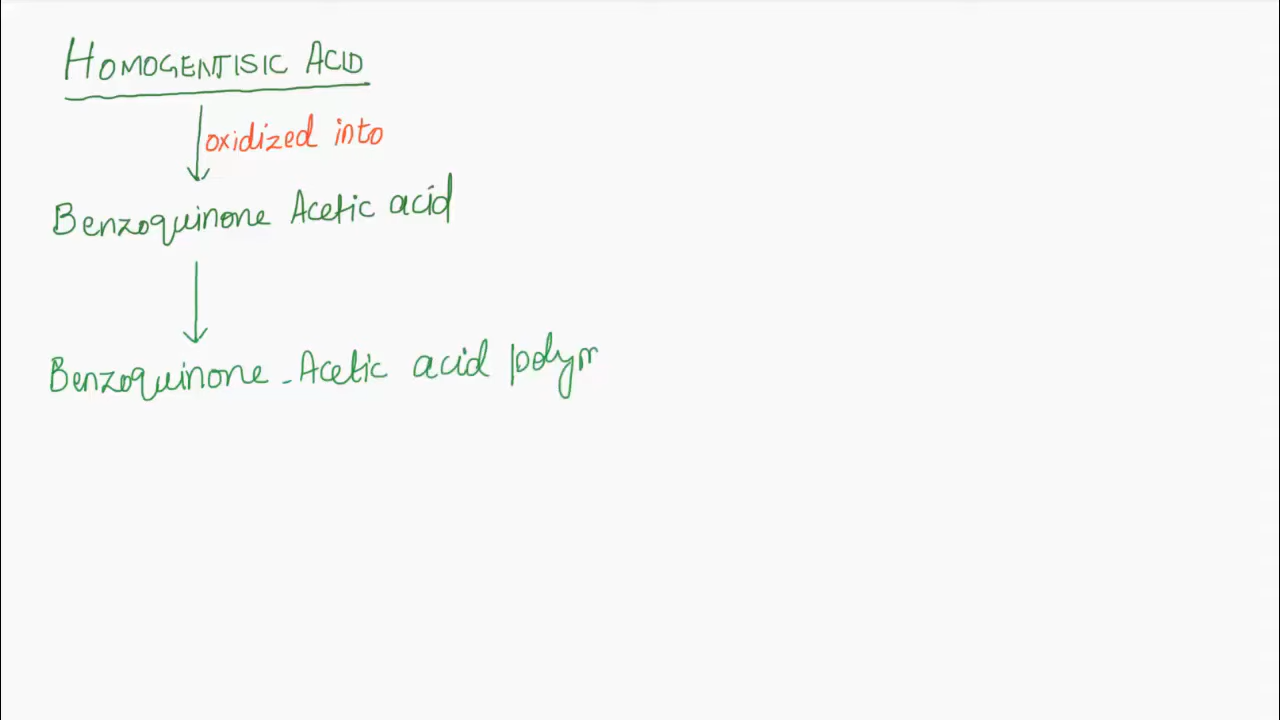 HOMOGENTISIC ACID
oxidized into
Benzoquinone Acetic acid
Benzoquinone - Acetic acid polym